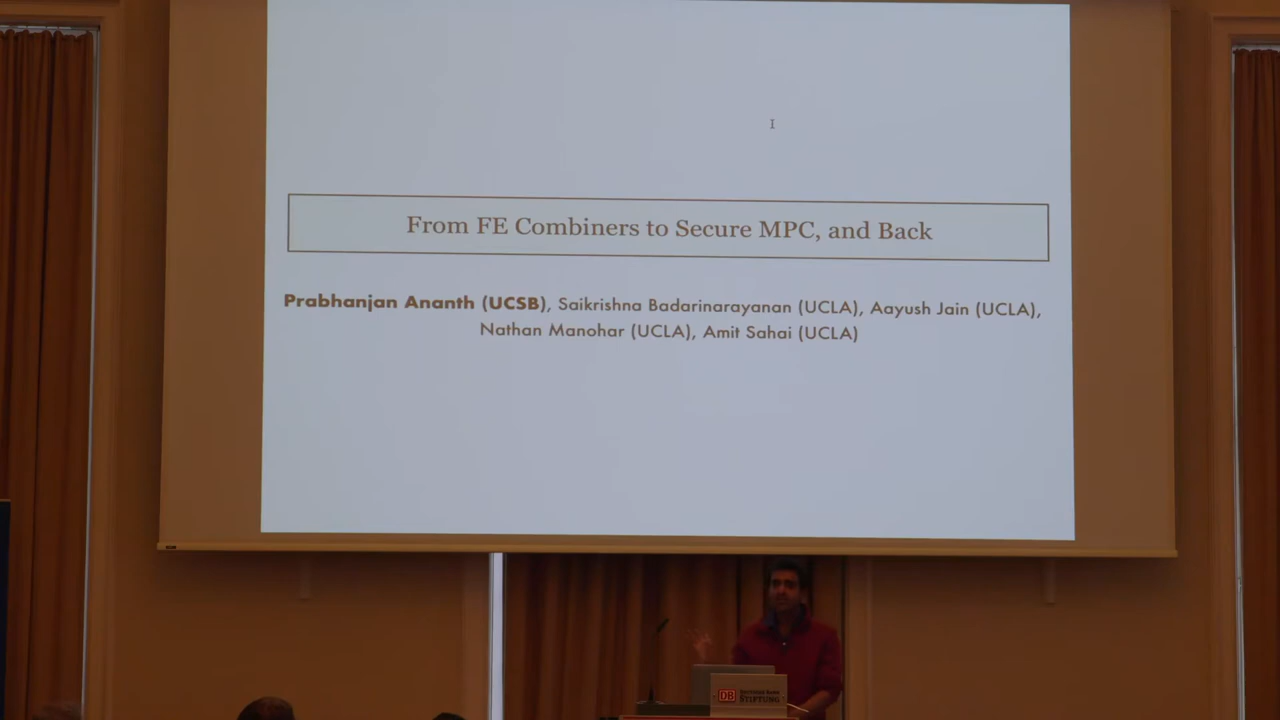 From FE Combiners to Secure MPC, and Back
Prabhanjan Ananth (UCSB), Saikrishna Badarinarayanan (UCLA), Aayush Jain (UCLA),
Nathan Manohar (UCLA), Amit Sahai (UCLA)
DB
STIFTUNG